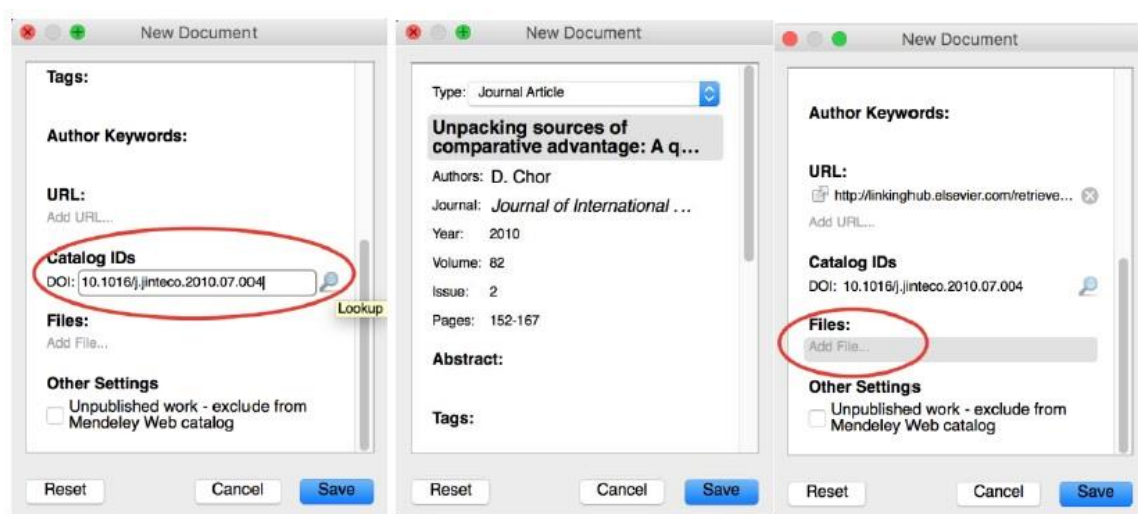 New Document
Tags:
Author Keywords:
URL:
Add URL...
Catalog IDs
DOI: 10.1016/j.jinteco.2010.07.004
Lookup
Files:
Add File...
Other Settings
Unpublished work - exclude from
Mendeley Web catalog
Reset Cancel Save
New Document
Type: Journal Article
Unpacking sources of
comparative advantage: A q...
Authors: D. Chor
Journal: Journal of International ...
Year: 2010
Volume: 82
Issue: 2
Pages: 152-167
Abstract:
Tags:
Reset Cancel Save
New Document
Author Keywords:
URL:
http://linkinghub.elsevier.com/retrieve...
Add URL...
Catalog IDs
DOI: 10.1016/j.jinteco.2010.07.004
Files:
Add File...
Other Settings
Unpublished work - exclude from
Mendeley Web catalog
Reset Cancel Save